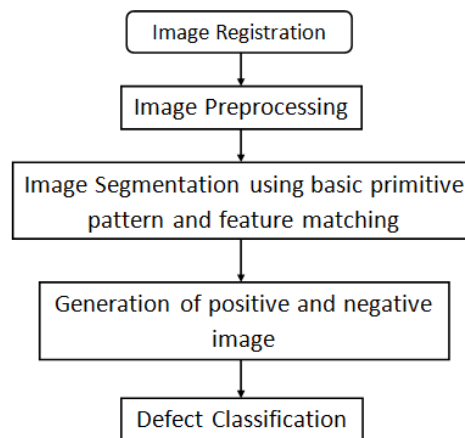 Image Registration
Image Preprocessing
Image Segmentation using basic primitive
pattern and feature matching
Generation of positive and negative
image
Defect Classification